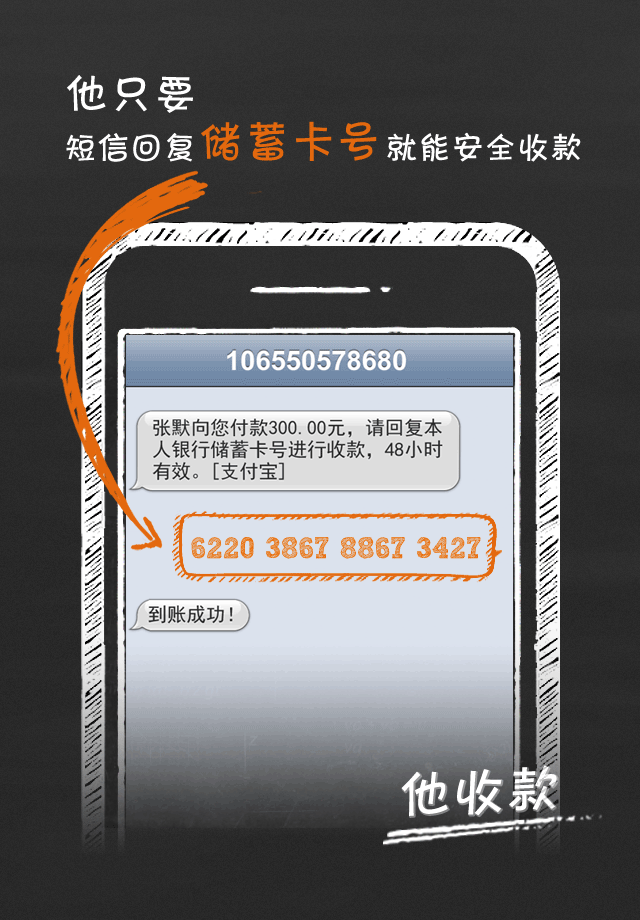 他只要
短信回复储蓄卡号就能安全收款
106550578680
张默向您付款300.00元，请回复本
人银行储蓄卡号进行收款，48小时
有效。[支付宝]
6220 3867 8867 3427
到账成功！
他收款